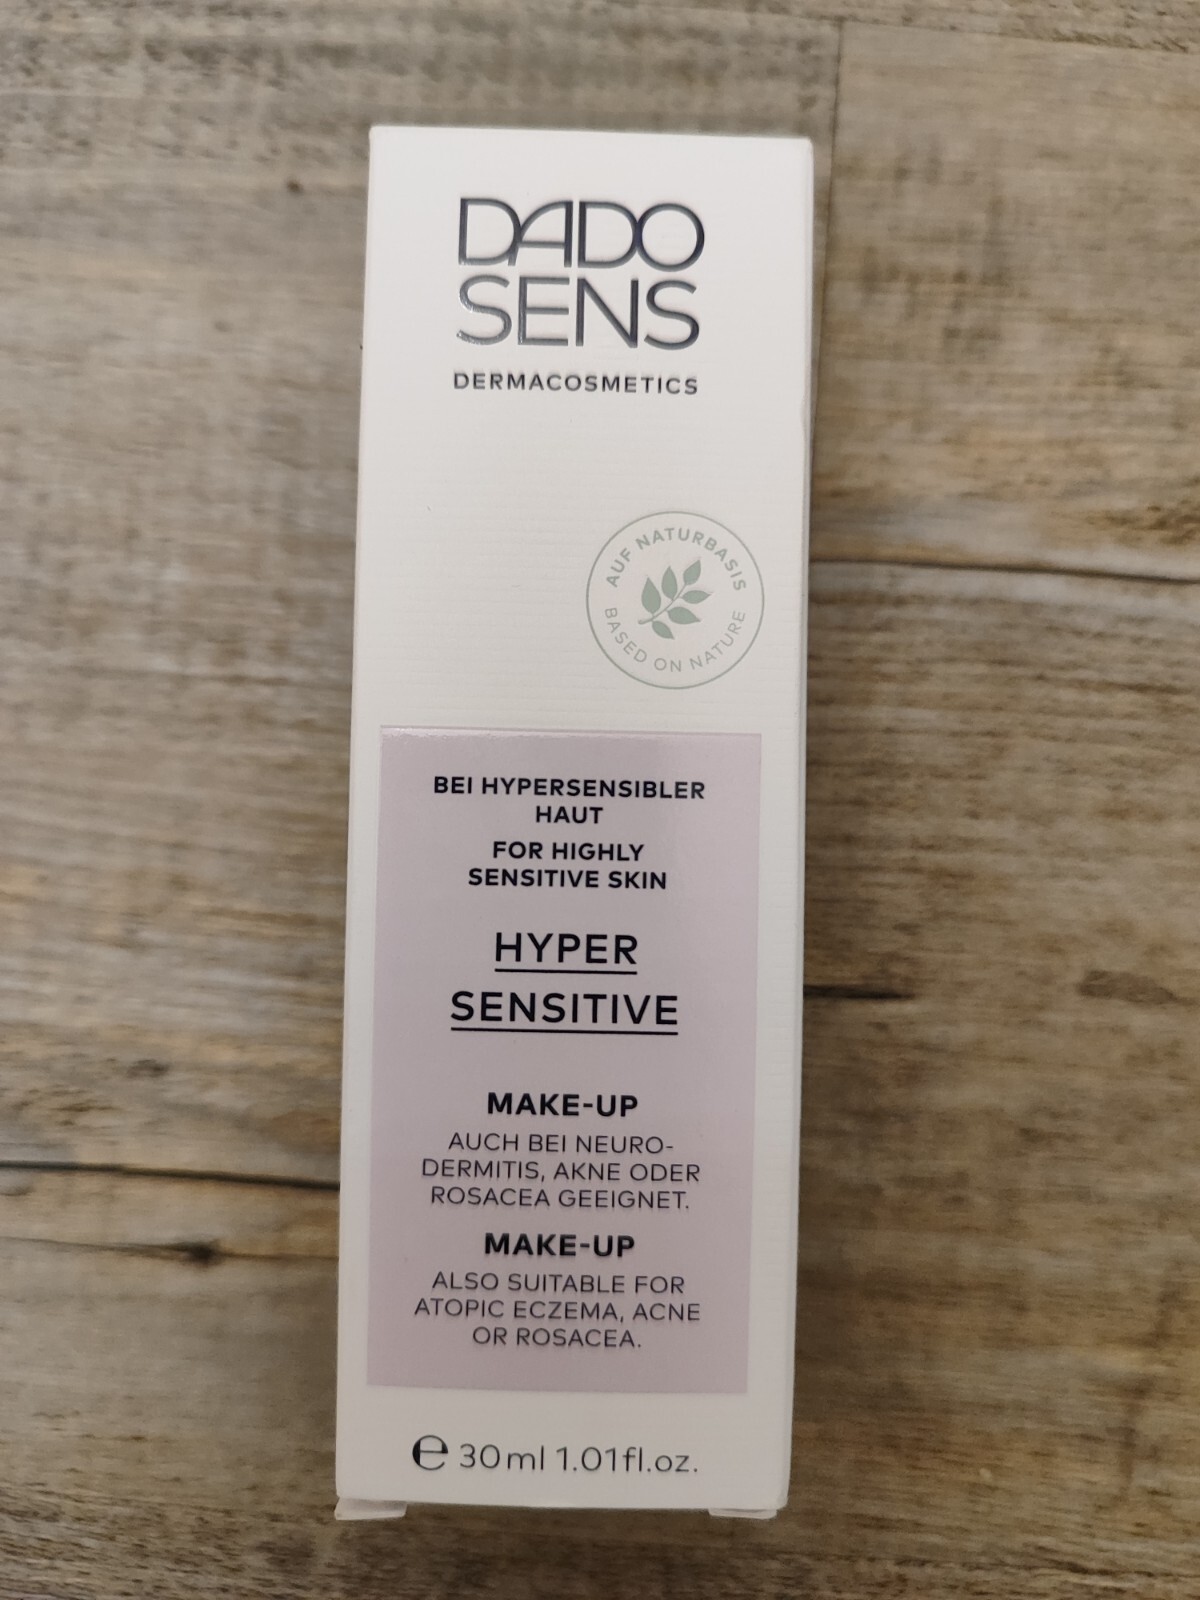 DADO
SENS
DERMACOSMETICS
AUF NATURBASIS
BASED ON NATURE
BEI HYPERSENSIBLER
HAUT
FOR HIGHLY
SENSITIVE SKIN
HYPER
SENSITIVE
MAKE-UP
AUCH BEI NEURO-
DERMITIS, AKNE ODER
ROSACEA GEEIGNET.
MAKE-UP
ALSO SUITABLE FOR
ATOPIC ECZEMA, ACNE
OR ROSACEA.
℮ 30ml 1.01fl.oz.